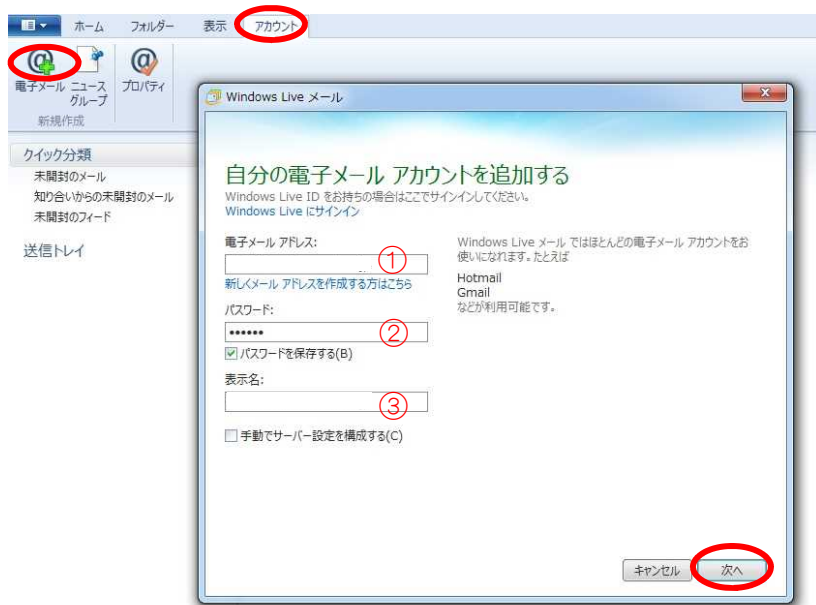 ホーム フォルダー 表示 アカウント
電子メール ニュース グループ プロパティ
新規作成
クイック分類
未開封のメール
知り合いからの未開封のメール
未開封のフィード
送信トレイ
Windows Live メール
自分の電子メール アカウントを追加する
Windows Live ID をお持ちの場合はここでサインインしてください。
Windows Live にサインイン
電子メール アドレス:
①
新しくメール アドレスを作成する方はこちら
パスワード:
•••••• ②
パスワードを保存する(B)
表示名:
③
手動でサーバー設定を構成する(C)
Windows Live メール ではほとんどの電子メール アカウントをお
使いになれます。たとえば
Hotmail
Gmail
などが利用可能です。
キャンセル 次へ